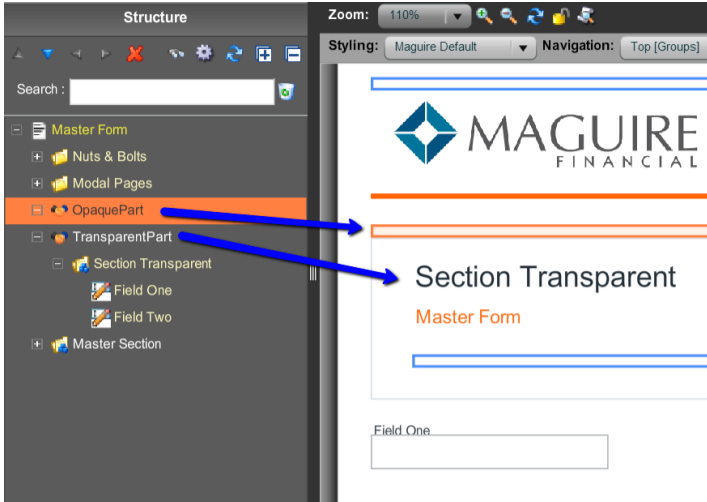 Structure
Search :
Master Form
Nuts & Bolts
Modal Pages
OpaquePart
TransparentPart
Section Transparent
Field One
Field Two
Master Section
Zoom: 110%
Styling: Maguire Default Navigation: Top [Groups]
MAGUIRE
FINANCIAL
Section Transparent
Master Form
Field One